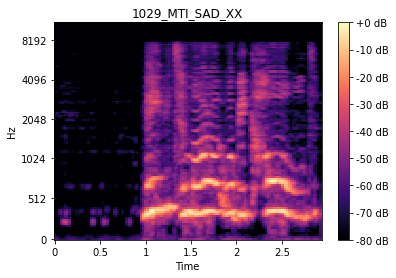 1029_MTI_SAD_XX
+0 dB
8192
-10 dB
-20 dB
4096
-30 dB
Hz
2048
-40 dB
1024
-50 dB
-60 dB
512
-70 dB
0
-80 dB
0 0.5 1 1.5 2 2.5
Time